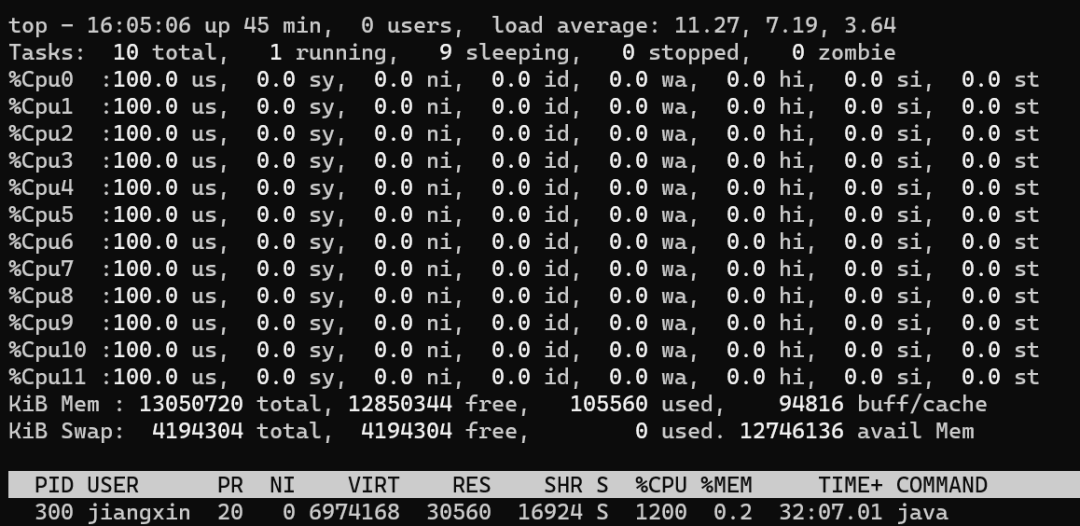 top - 16:05:06 up 45 min,  0 users,  load average: 11.27, 7.19, 3.64
Tasks:  10 total,   1 running,   9 sleeping,   0 stopped,   0 zombie
%Cpu0  :100.0 us,  0.0 sy,  0.0 ni,  0.0 id,  0.0 wa,  0.0 hi,  0.0 si,  0.0 st
%Cpu1  :100.0 us,  0.0 sy,  0.0 ni,  0.0 id,  0.0 wa,  0.0 hi,  0.0 si,  0.0 st
%Cpu2  :100.0 us,  0.0 sy,  0.0 ni,  0.0 id,  0.0 wa,  0.0 hi,  0.0 si,  0.0 st
%Cpu3  :100.0 us,  0.0 sy,  0.0 ni,  0.0 id,  0.0 wa,  0.0 hi,  0.0 si,  0.0 st
%Cpu4  :100.0 us,  0.0 sy,  0.0 ni,  0.0 id,  0.0 wa,  0.0 hi,  0.0 si,  0.0 st
%Cpu5  :100.0 us,  0.0 sy,  0.0 ni,  0.0 id,  0.0 wa,  0.0 hi,  0.0 si,  0.0 st
%Cpu6  :100.0 us,  0.0 sy,  0.0 ni,  0.0 id,  0.0 wa,  0.0 hi,  0.0 si,  0.0 st
%Cpu7  :100.0 us,  0.0 sy,  0.0 ni,  0.0 id,  0.0 wa,  0.0 hi,  0.0 si,  0.0 st
%Cpu8  :100.0 us,  0.0 sy,  0.0 ni,  0.0 id,  0.0 wa,  0.0 hi,  0.0 si,  0.0 st
%Cpu9  :100.0 us,  0.0 sy,  0.0 ni,  0.0 id,  0.0 wa,  0.0 hi,  0.0 si,  0.0 st
%Cpu10 :100.0 us,  0.0 sy,  0.0 ni,  0.0 id,  0.0 wa,  0.0 hi,  0.0 si,  0.0 st
%Cpu11 :100.0 us,  0.0 sy,  0.0 ni,  0.0 id,  0.0 wa,  0.0 hi,  0.0 si,  0.0 st
KiB Mem : 13050720 total, 12850344 free,   105560 used,    94816 buff/cache
KiB Swap:  4194304 total,  4194304 free,        0 used. 12746136 avail Mem
  PID USER      PR  NI    VIRT    RES    SHR S  %CPU %MEM     TIME+ COMMAND
  300 jiangxin  20   0 6974168  30560  16924 S  1200  0.2  32:07.01 java